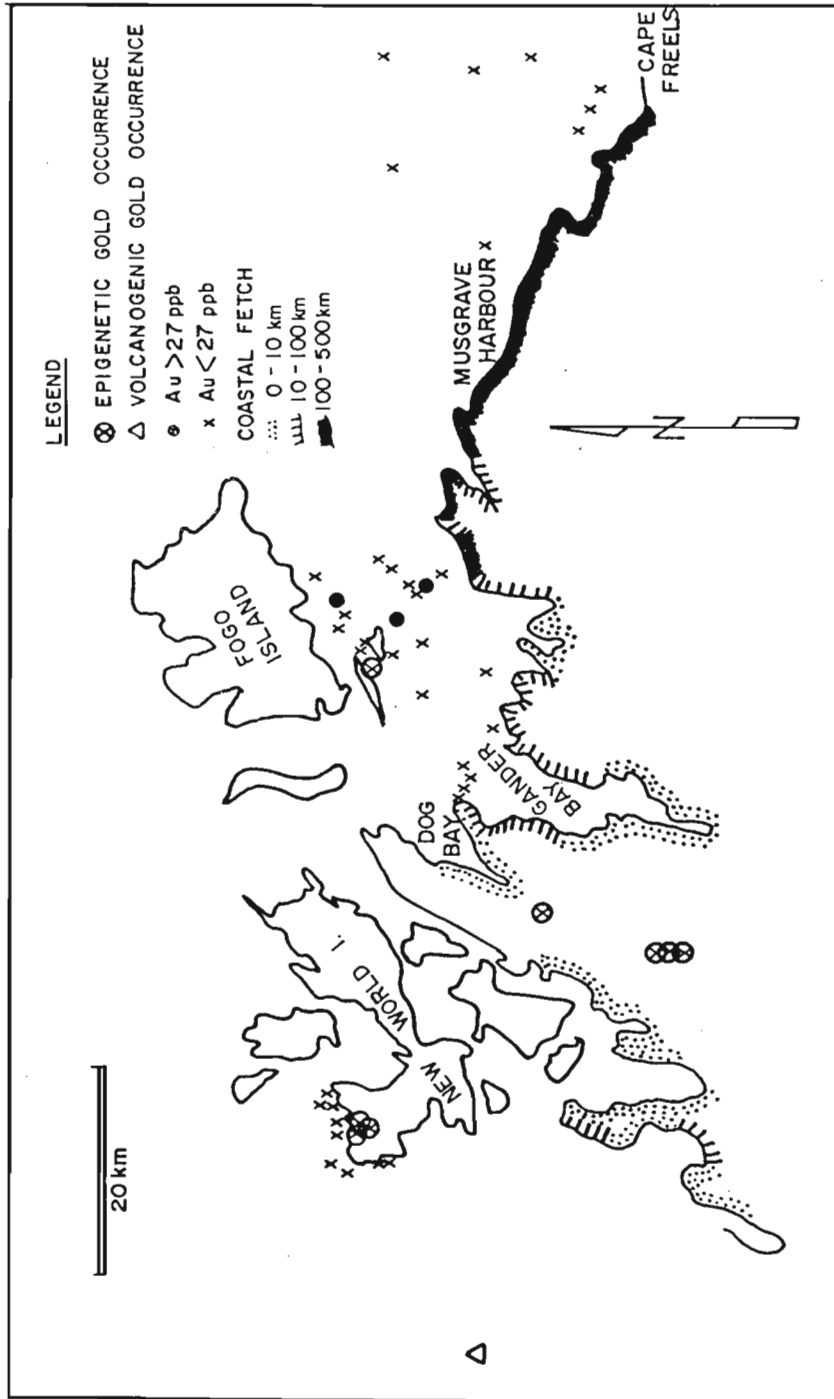 LEGEND
EPIGENETIC GOLD OCCURRENCE
VOLCANOGENIC GOLD OCCURRENCE
Au > 27 ppb
x Au < 27 ppb
COASTAL FETCH
0-10 km
10-100 km
100-500 km
FOGO
ISLAND
NEW WORLD I.
DOG
BAY
GANDER
BAY
MUSGRAVE
HARBOUR
CAPE
FREELS
20 km
N